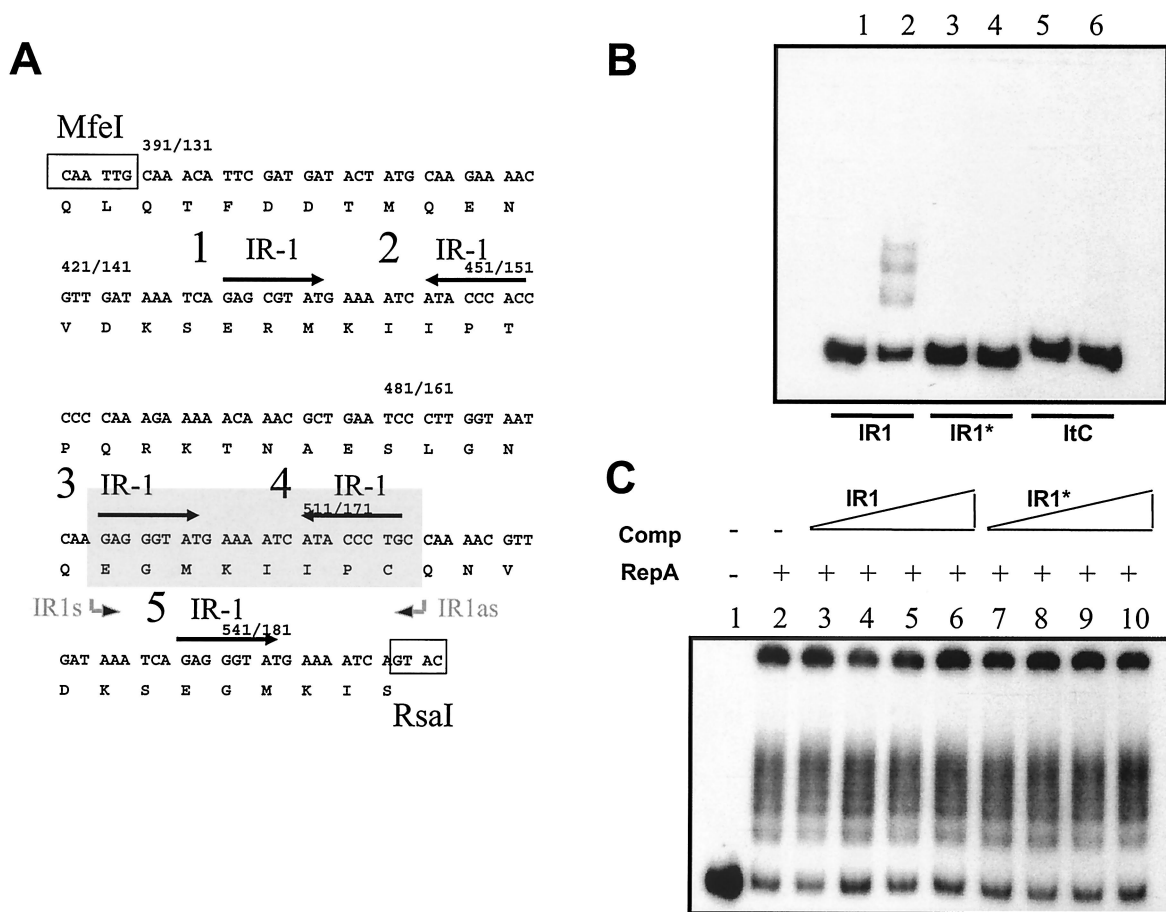 A
MfeI
391/131
CAA TTG CAA ACA TTC GAT GAT ACT ATG CAA GAA AAC
Q L Q T F D D T M Q E N
1 IR-1 2 IR-1
421/141 451/151
GTT GAT AAA TCA GAG CGT ATG AAA ATC ATA CCC ACC
V D K S E R M K I I P T
481/161
CCC CAA AGA AAA ACA AAC GCT GAA TCC CTT GGT AAT
P Q R K T N A E S L G N
3 IR-1 4 IR-1
511/171
CAA GAG GGT ATG AAA ATC ATA CCC TGC CAA AAC GTT
Q E G M K I I P C Q N V
IR1s 5 IR-1 IR1as
541/181
GAT AAA TCA GAG GGT ATG AAA ATC AGT AC
D K S E G M K I S
RsaI
B
1 2 3 4 5 6
IR1 IR1* ItC
C
IR1 IR1*
Comp - -
RepA - + + + + + + + + +
1 2 3 4 5 6 7 8 9 10